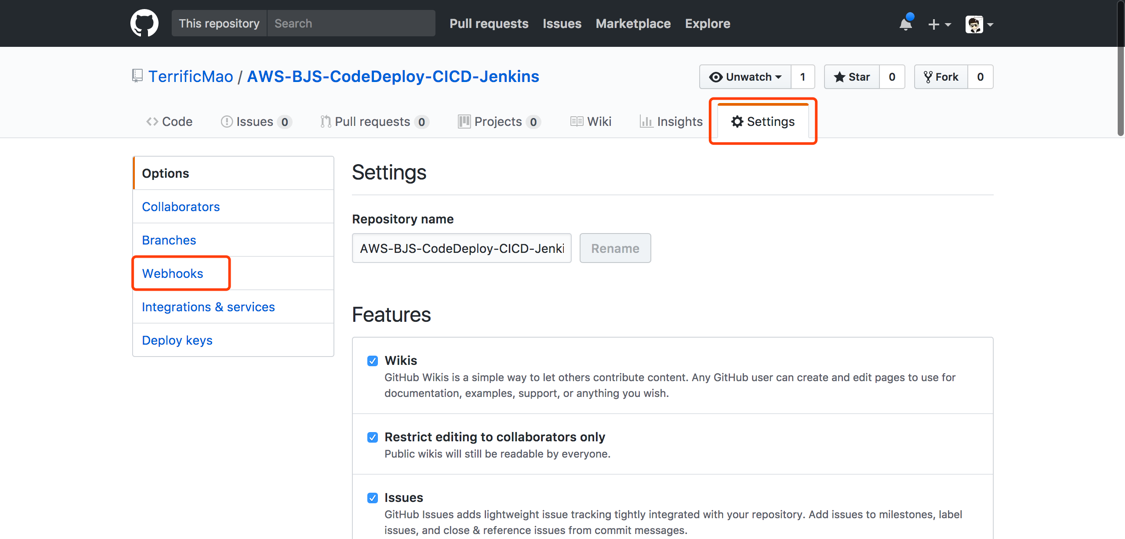 This repository Search Pull requests Issues Marketplace Explore
TerrificMao / AWS-BJS-CodeDeploy-CICD-Jenkins Unwatch 1 Star 0 Fork 0
Code Issues 0 Pull requests 0 Projects 0 Wiki Insights Settings
Options
Collaborators
Branches
Webhooks
Integrations & services
Deploy keys
Settings
Repository name
AWS-BJS-CodeDeploy-CICD-Jenki Rename
Features
Wikis
GitHub Wikis is a simple way to let others contribute content. Any GitHub user can create and edit pages to use for
documentation, examples, support, or anything you wish.
Restrict editing to collaborators only
Public wikis will still be readable by everyone.
Issues
GitHub Issues adds lightweight issue tracking tightly integrated with your repository. Add issues to milestones, label
issues, and close & reference issues from commit messages.